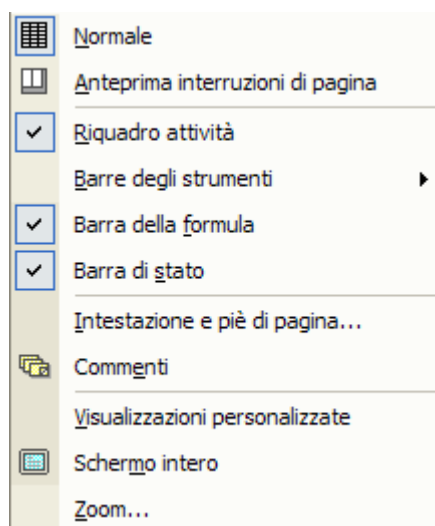 Normale
Anteprima interruzioni di pagina
Riquadro attività
Barre degli strumenti
Barra della formula
Barra di stato
Intestazione e piè di pagina...
Commenti
Visualizzazioni personalizzate
Schermo intero
Zoom...